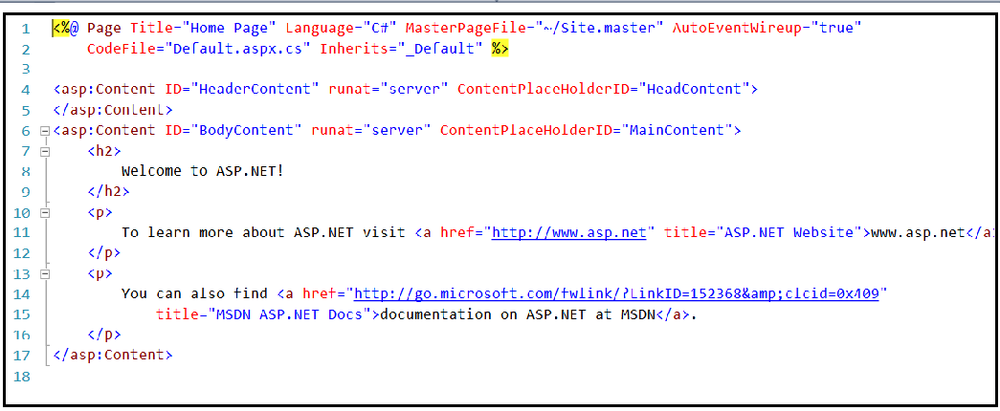 1 <%@ Page Title="Home Page" Language="C#" MasterPageFile="~/Site.master" AutoEventWireup="true"
2 CodeFile="Default.aspx.cs" Inherits="_Default" %>
3
4 <asp:Content ID="HeaderContent" runat="server" ContentPlaceHolderID="HeadContent">
5 </asp:Content>
6 <asp:Content ID="BodyContent" runat="server" ContentPlaceHolderID="MainContent">
7 <h2>
8 Welcome to ASP.NET!
9 </h2>
10 <p>
11 To learn more about ASP.NET visit <a href="http://www.asp.net" title="ASP.NET Website">www.asp.net</a>
12 </p>
13 <p>
14 You can also find <a href="http://go.microsoft.com/fwlink/?LinkID=152368&amp;clcid=0x409"
15 title="MSDN ASP.NET Docs">documentation on ASP.NET at MSDN</a>.
16 </p>
17 </asp:Content>
18